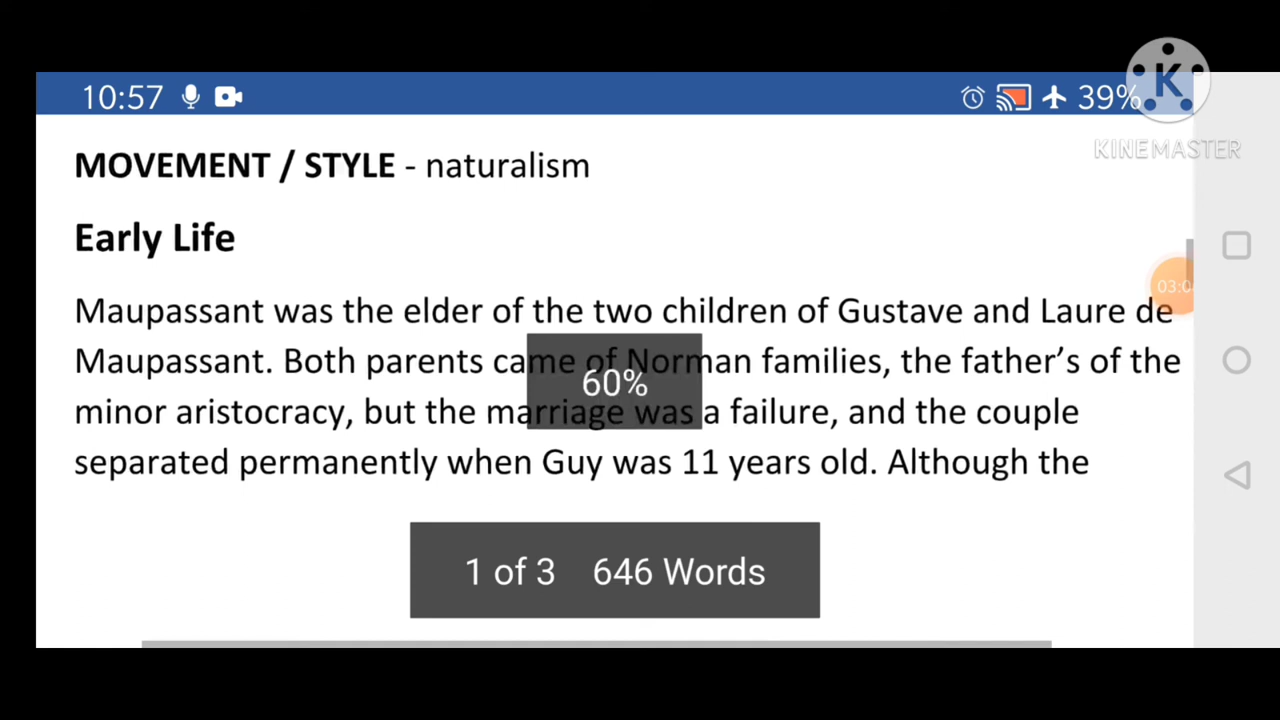 10:57 39%
K
KINEMASTER
MOVEMENT / STYLE - naturalism
Early Life
03:0
Maupassant was the elder of the two children of Gustave and Laure de
Maupassant. Both parents came of Norman families, the father’s of the
60%
minor aristocracy, but the marriage was a failure, and the couple
separated permanently when Guy was 11 years old. Although the
1 of 3 646 Words